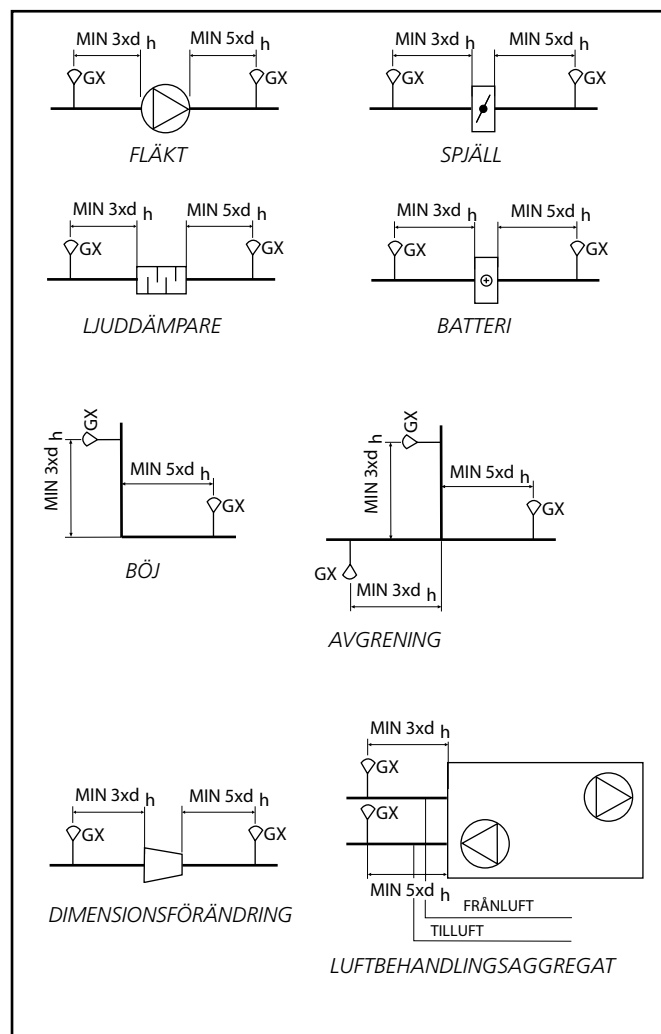 MIN 3xd h MIN 5xd h
GX GX
FLÄKT
MIN 3xd h MIN 5xd h
GX GX
SPJÄLL
MIN 3xd h MIN 5xd h
GX GX
LJUDDÄMPARE
MIN 3xd h MIN 5xd h
GX GX
BATTERI
GX
MIN 3xd h
MIN 5xd h
GX
BÖJ
GX
MIN 3xd h
MIN 5xd h
GX
GX
MIN 3xd h
AVGRENING
MIN 3xd h MIN 5xd h
GX GX
DIMENSIONSFÖRÄNDRING
MIN 3xd h
GX
GX
MIN 5xd h
FRÅNLUFT
TILLUFT
LUFTBEHANDLINGSAGGREGAT